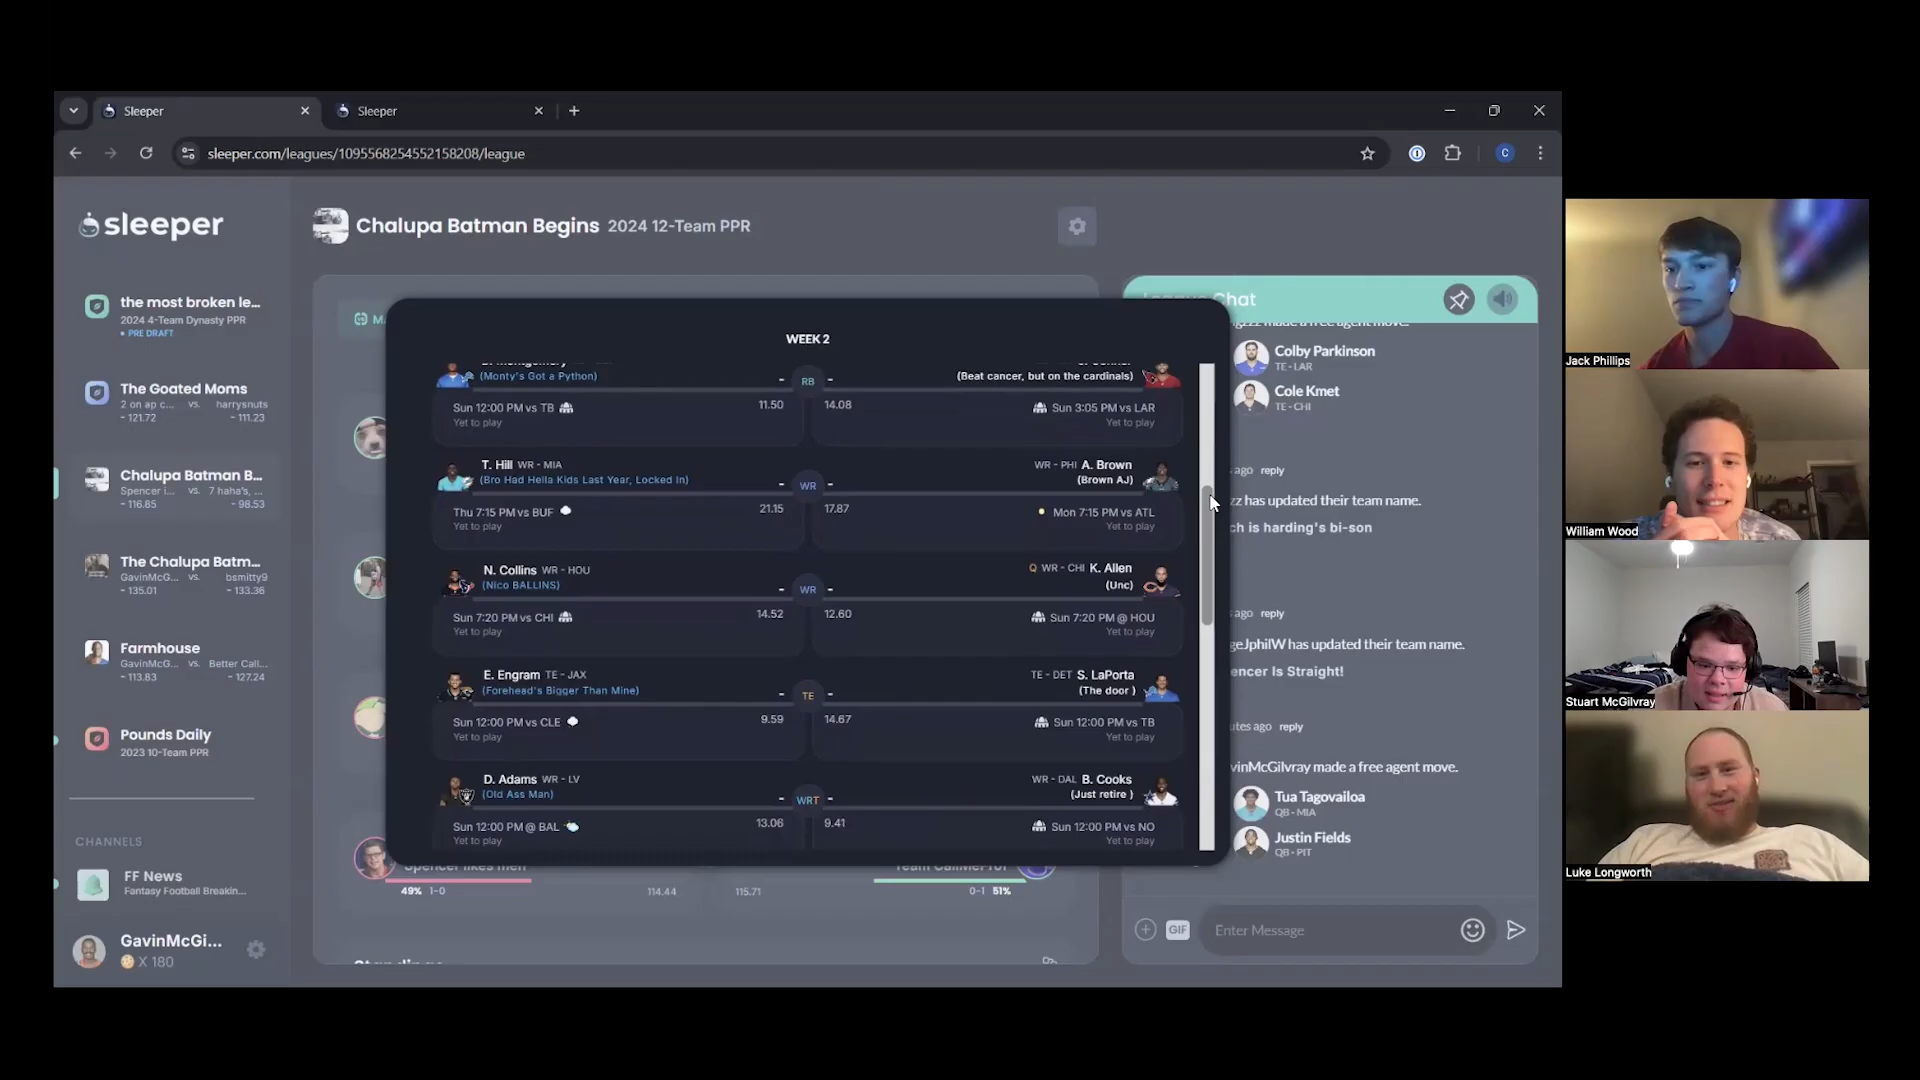 Sleeper
Sleeper
sleeper.com/leagues/1095568254552158208/league
sleeper
Chalupa Batman Begins 2024 12-Team PPR
the most broken le...
2024 4-Team Dynasty PPR
PRE DRAFT
The Goated Moms
2 on ap c... vs. harrysnuts
- 121.72 - 111.23
Chalupa Batman B...
Spencer i... vs. 7 haha's, ...
- 116.85 - 98.53
The Chalupa Batm...
GavinMcG... vs. bsmitty9
- 135.01 - 133.36
Farmhouse
GavinMcG... vs. Better Call...
- 113.83 - 127.24
Pounds Daily
2023 10-Team PPR
CHANNELS
FF News
Fantasy Football Breakin...
GavinMcGi...
X 180
WEEK 2
(Monty's Got a Python) - RB - (Beat cancer, but on the cardinals)
Sun 12:00 PM vs TB 11.50 14.08 Sun 3:05 PM vs LAR
Yet to play Yet to play
T. Hill WR - MIA WR - PHI A. Brown
(Bro Had Hella Kids Last Year, Locked In) - WR - (Brown AJ)
Thu 7:15 PM vs BUF 21.15 17.87 Mon 7:15 PM vs ATL
Yet to play Yet to play
N. Collins WR - HOU Q WR - CHI K. Allen
(Nico BALLINS) - WR - (Unc)
Sun 7:20 PM vs CHI 14.52 12.60 Sun 7:20 PM @ HOU
Yet to play Yet to play
E. Engram TE - JAX TE - DET S. LaPorta
(Forehead's Bigger Than Mine) - TE - (The door )
Sun 12:00 PM vs CLE 9.59 14.67 Sun 12:00 PM vs TB
Yet to play Yet to play
D. Adams WR - LV WR - DAL B. Cooks
(Old Ass Man) - WRT - (Just retire )
Sun 12:00 PM @ BAL 13.06 9.41 Sun 12:00 PM vs NO
Yet to play Yet to play
49% 1-0 114.44 115.71 0-1 51%
Chat
made a free agent move.
Colby Parkinson
TE - LAR
Cole Kmet
TE - CHI
ago reply
zz has updated their team name.
ch is harding's bi-son
ago reply
geJphilW has updated their team name.
encer Is Straight!
utes ago reply
vinMcGilvray made a free agent move.
Tua Tagovailoa
QB - MIA
Justin Fields
QB - PIT
GIF
Enter Message
Jack Phillips
William Wood
Stuart McGilvray
Luke Longworth